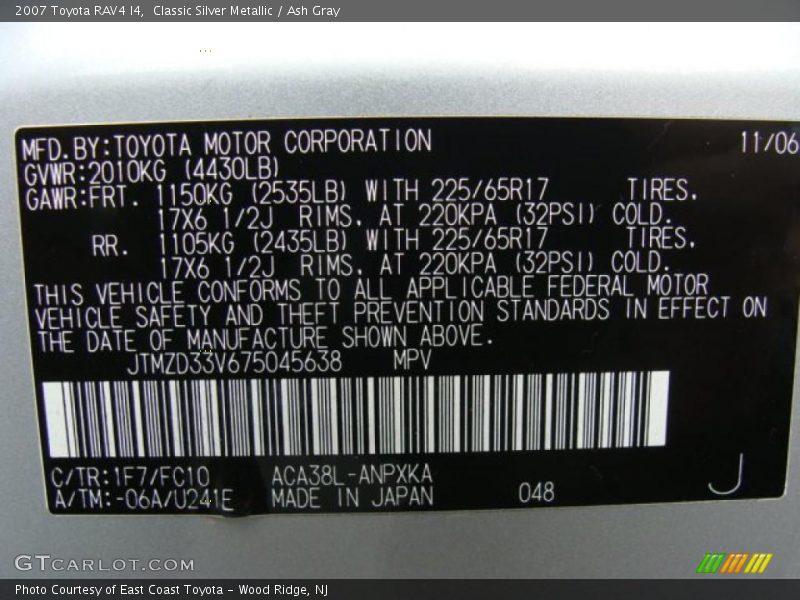 2007 Toyota RAV4 I4, Classic Silver Metallic / Ash Gray
MFD.BY:TOYOTA MOTOR CORPORATION 11/06
GVWR:2010KG (4430LB)
GAWR:FRT. 1150KG (2535LB) WITH 225/65R17 TIRES.
17X6 1/2J RIMS. AT 220KPA (32PSI) COLD.
RR. 1105KG (2435LB) WITH 225/65R17 TIRES.
17X6 1/2J RIMS. AT 220KPA (32PSI) COLD.
THIS VEHICLE CONFORMS TO ALL APPLICABLE FEDERAL MOTOR
VEHICLE SAFETY AND THEFT PREVENTION STANDARDS IN EFFECT ON
THE DATE OF MANUFACTURE SHOWN ABOVE.
JTMZD33V675045638 MPV
C/TR:1F7/FC10 ACA38L-ANPXKA
A/TM:-06A/U241E MADE IN JAPAN 048 J
GTCARLOT.COM
Photo Courtesy of East Coast Toyota - Wood Ridge, NJ